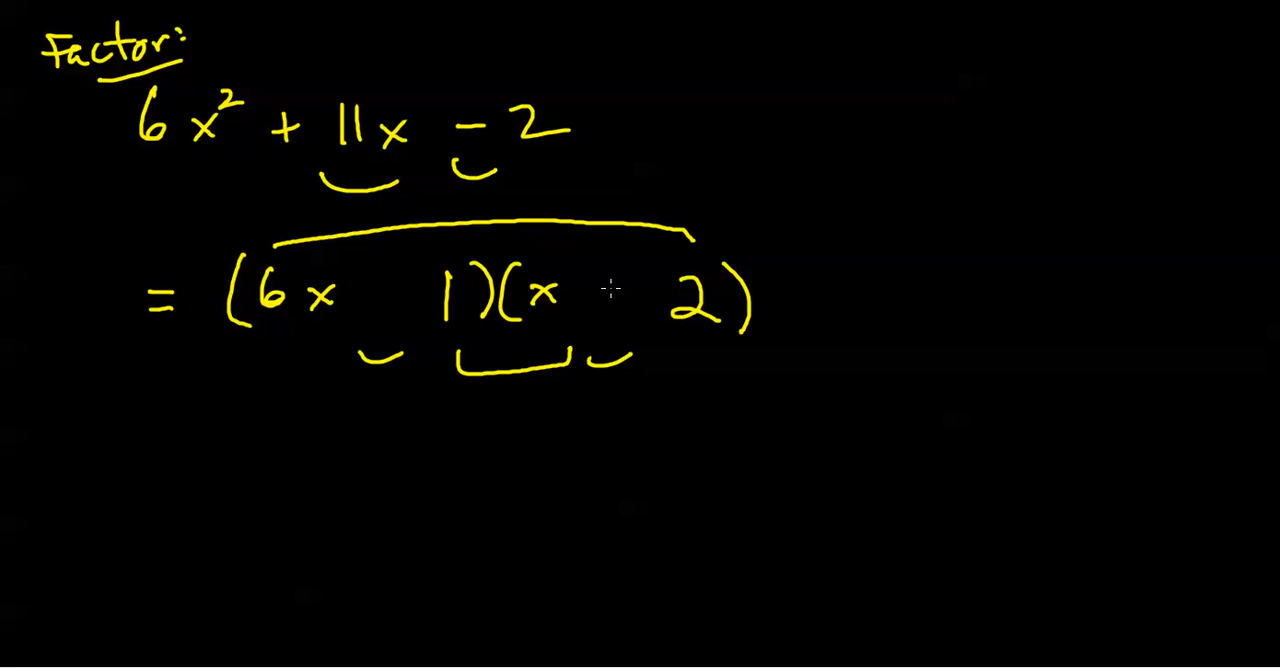 Factor:
6x² + 11x - 2
= (6x 1)(x 2)